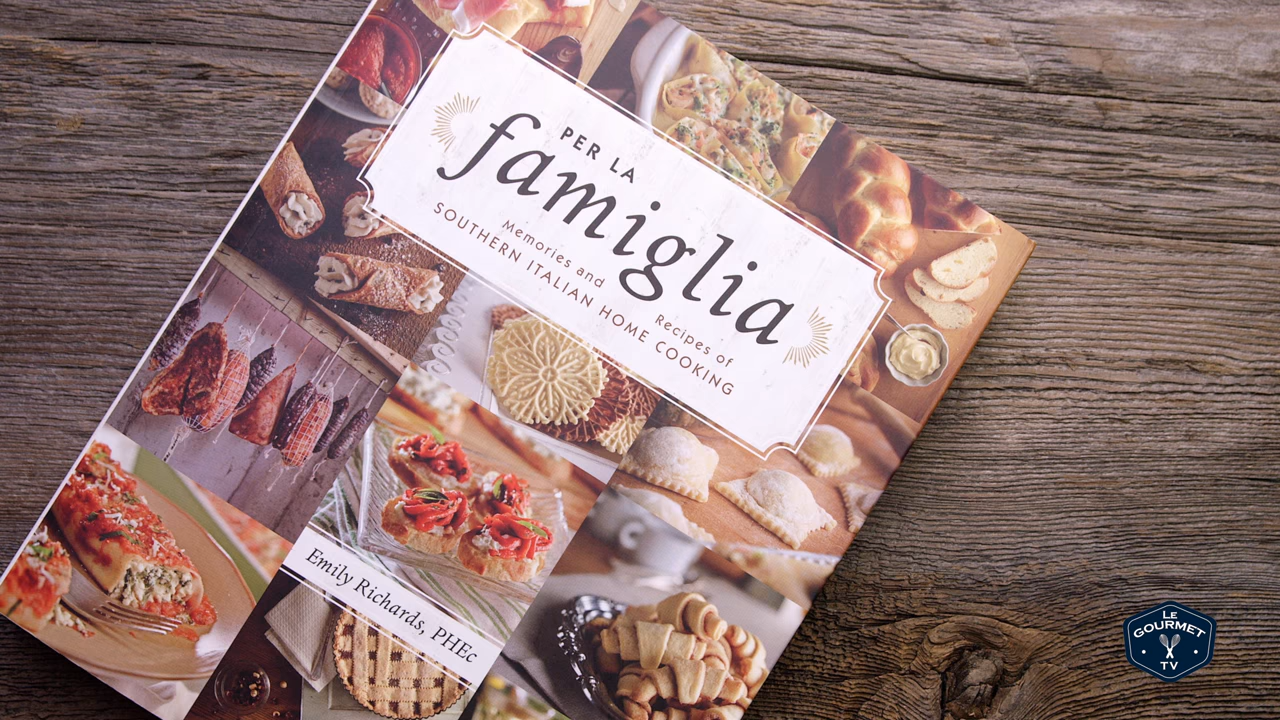 PER LA
famiglia
Memories and
Recipes of
SOUTHERN ITALIAN HOME COOKING
Emily Richards, PHEc
LE
GOURMET
TV